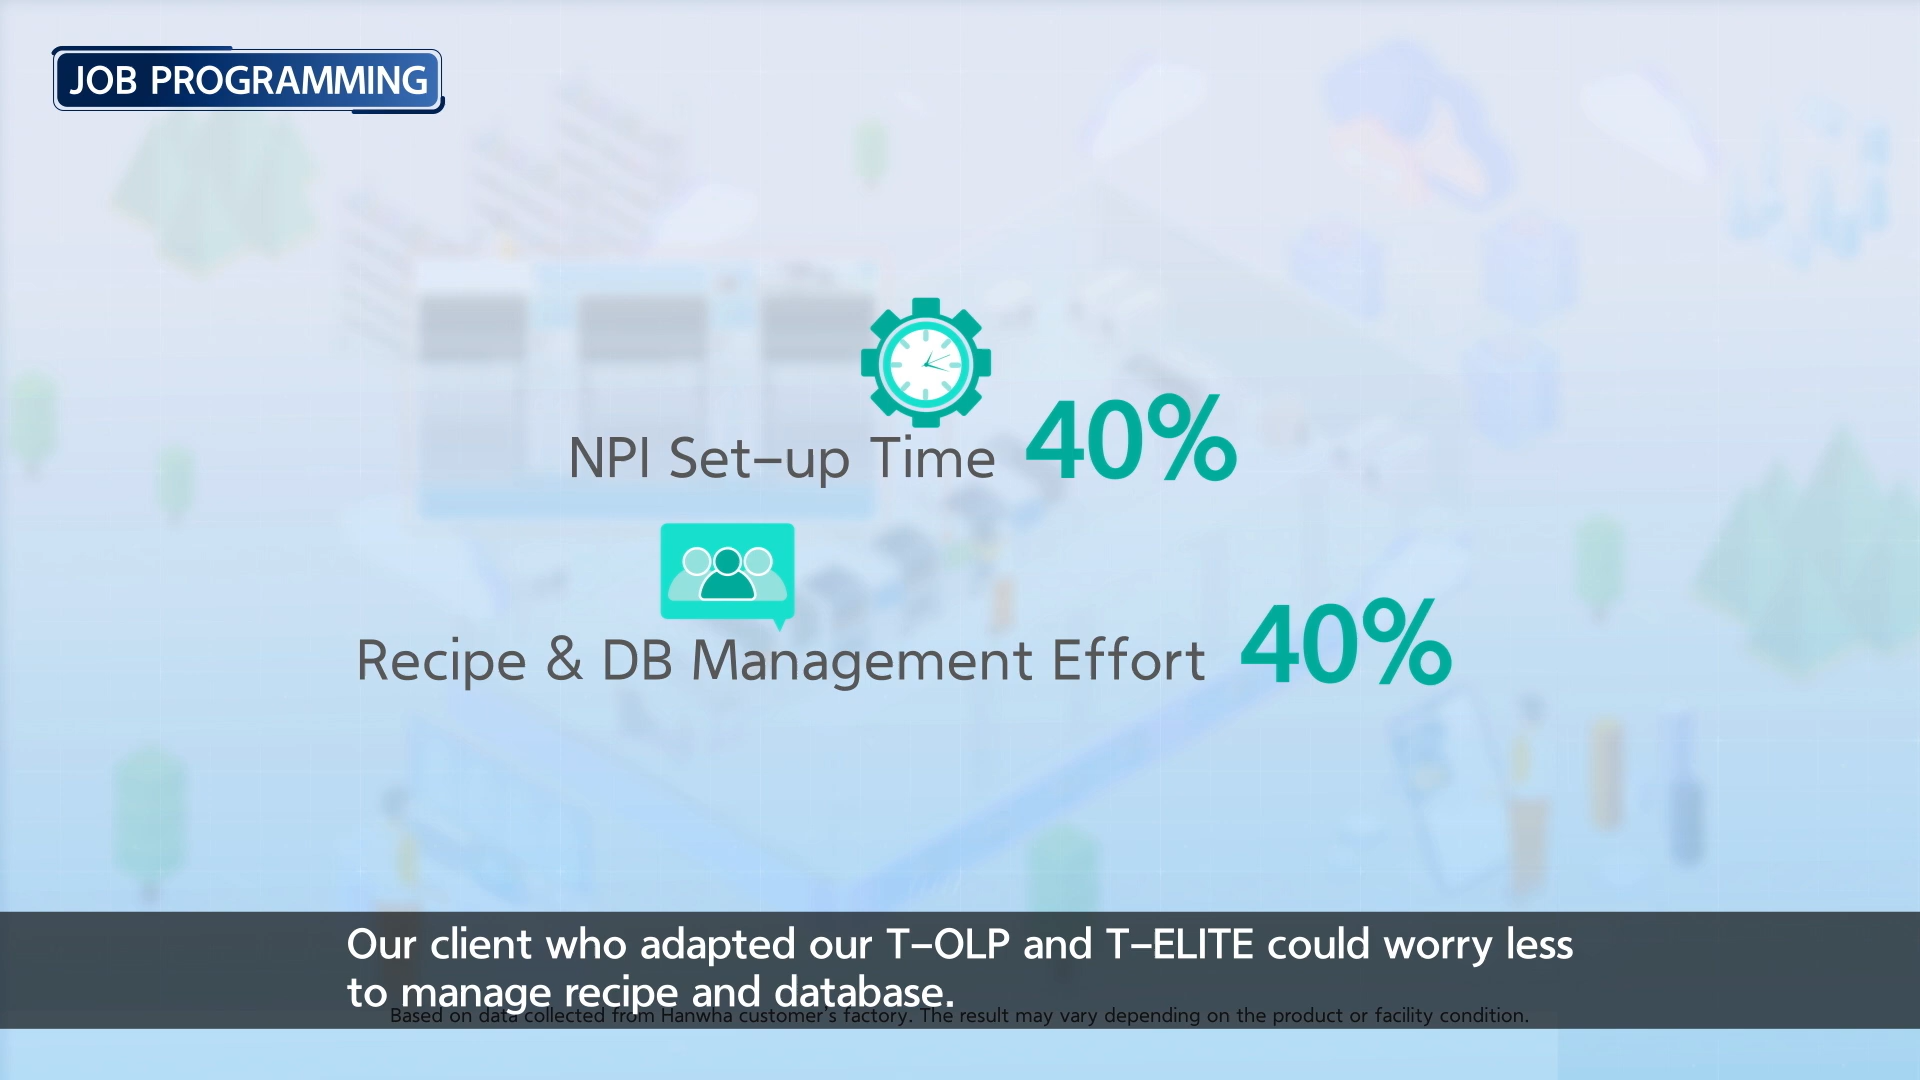 JOB PROGRAMMING
NPI Set-up Time 40%
Recipe & DB Management Effort 40%
Our client who adapted our T-OLP and T-ELITE could worry less
to manage recipe and database.
Based on data collected from Hanwha customer's factory. The result may vary depending on the product or facility condition.